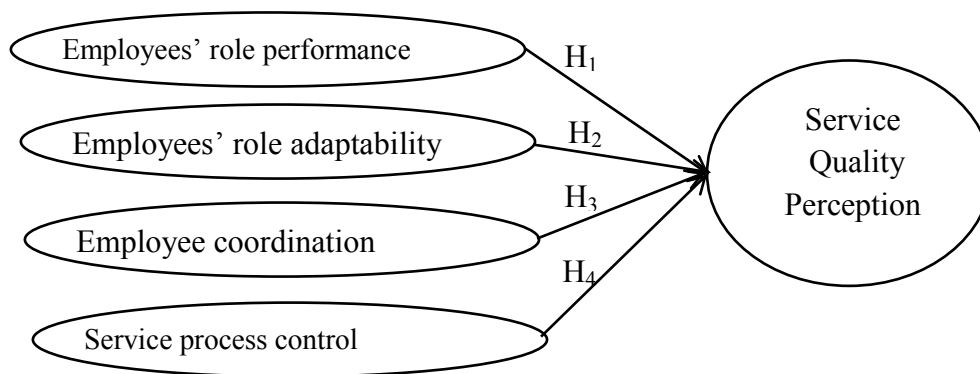 Employees’ role performance
H₁
Employees’ role adaptability
H₂
Employee coordination
H₃
Service process control
H₄
Service
Quality
Perception